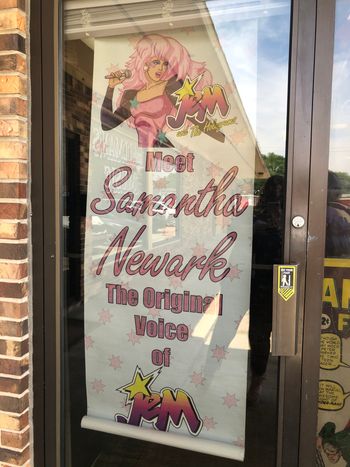 JEM
and The Holograms
Meet
Samantha
Newark
The Original
Voice
of
JEM